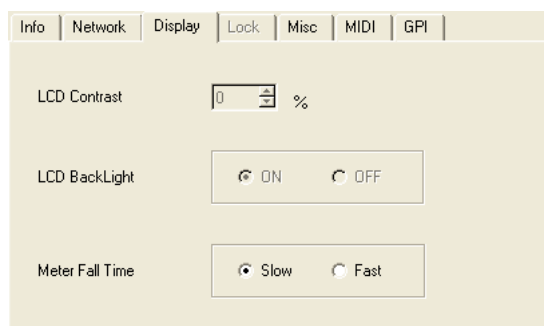 Info Network Display Lock Misc MIDI GPI
LCD Contrast 0 %
LCD BackLight ON OFF
Meter Fall Time Slow Fast